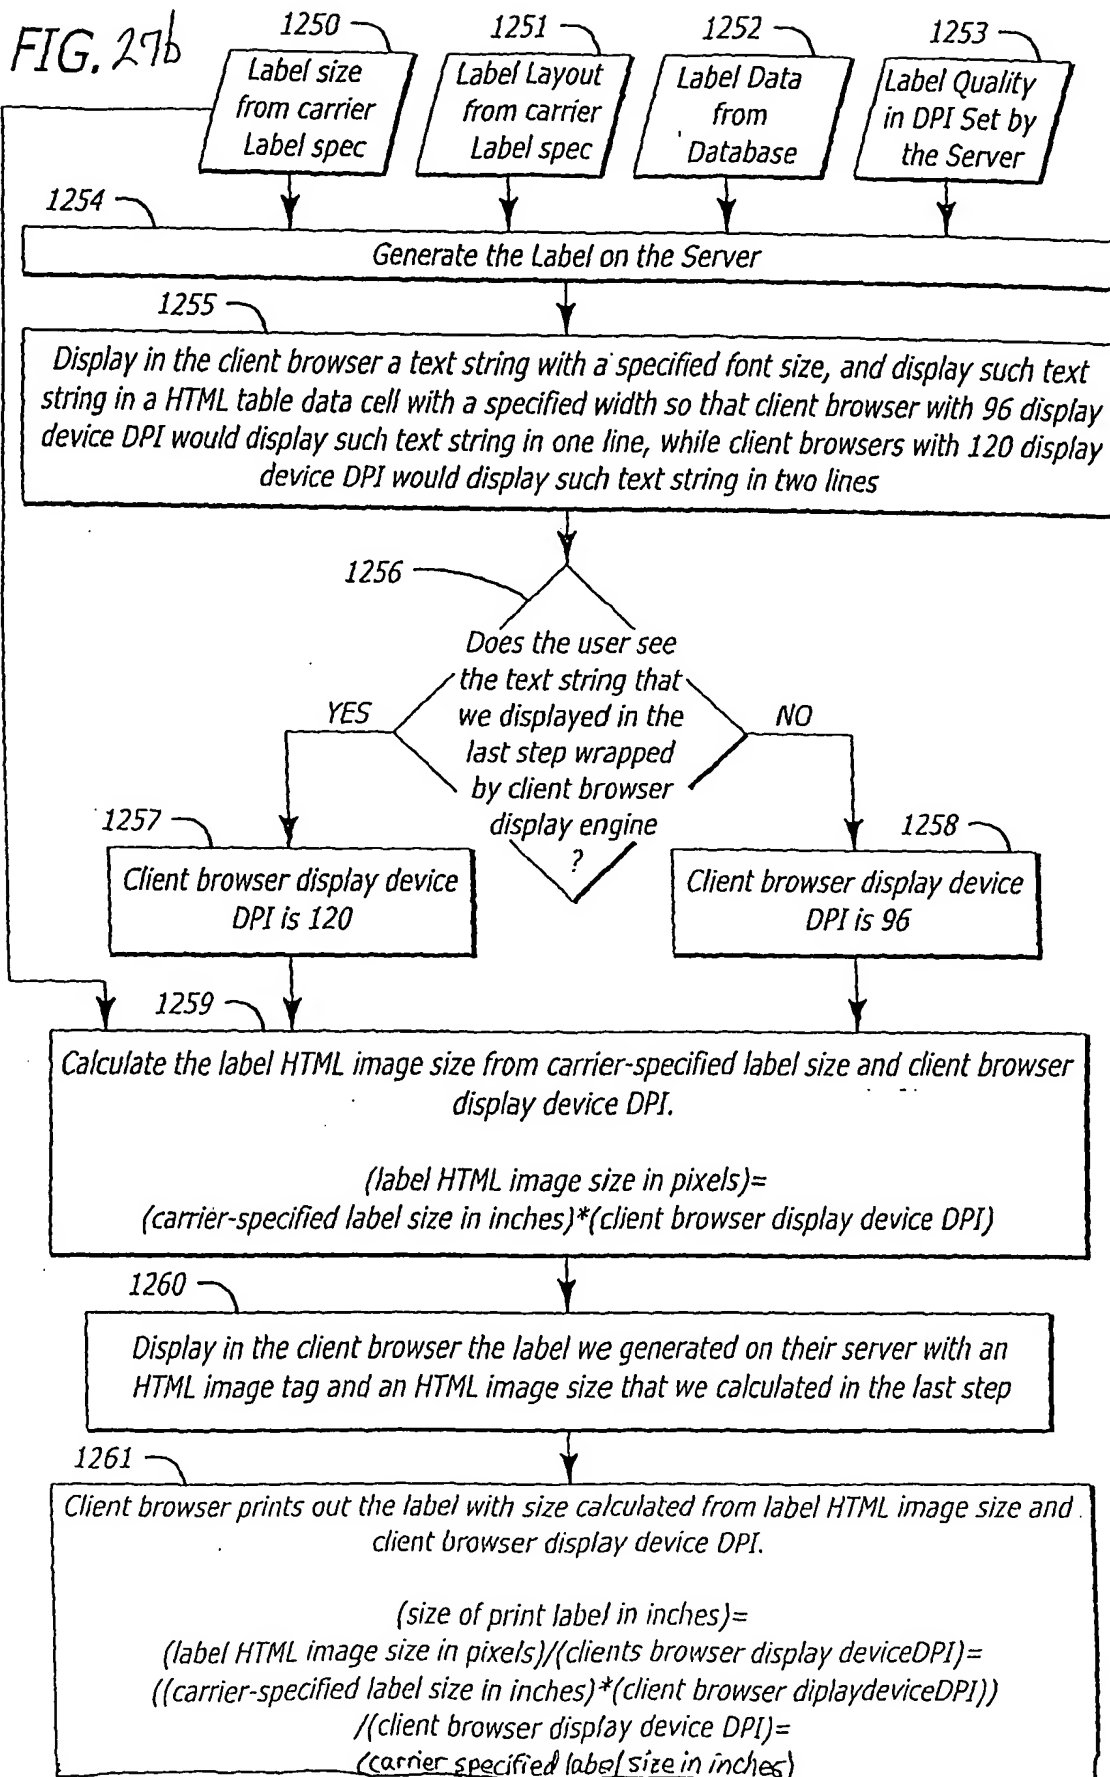 FIG. 27b
1250
1251
1252
1253
Label size
from carrier
Label spec
Label Layout
from carrier
Label spec
Label Data
from
Database
Label Quality
in DPI Set by
the Server
1254
Generate the Label on the Server
1255
Display in the client browser a text string with a specified font size, and display such text
string in a HTML table data cell with a specified width so that client browser with 96 display
device DPI would display such text string in one line, while client browsers with 120 display
device DPI would display such text string in two lines
1256
Does the user see
the text string that
we displayed in the
last step wrapped
by client browser
display engine
?
YES
NO
1257
Client browser display device
DPI is 120
1258
Client browser display device
DPI is 96
1259
Calculate the label HTML image size from carrier-specified label size and client browser
display device DPI.
(label HTML image size in pixels)=
(carrier-specified label size in inches)*(client browser display device DPI)
1260
Display in the client browser the label we generated on their server with an
HTML image tag and an HTML image size that we calculated in the last step
1261
Client browser prints out the label with size calculated from label HTML image size and
client browser display device DPI.
(size of print label in inches)=
(label HTML image size in pixels)/(clients browser display deviceDPI)=
((carrier-specified label size in inches)*(client browser diplaydeviceDPI))
/(client browser display device DPI)=
(carrier specified label size in inches)